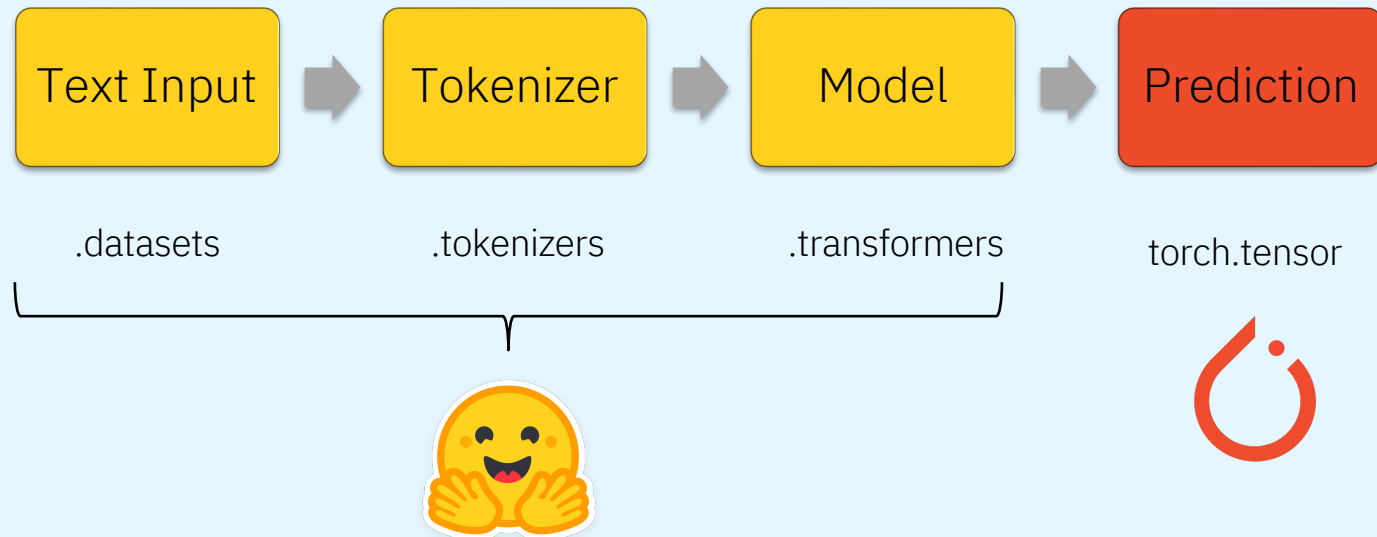 Text Input
Tokenizer
Model
Prediction
.datasets
.tokenizers
.transformers
torch.tensor